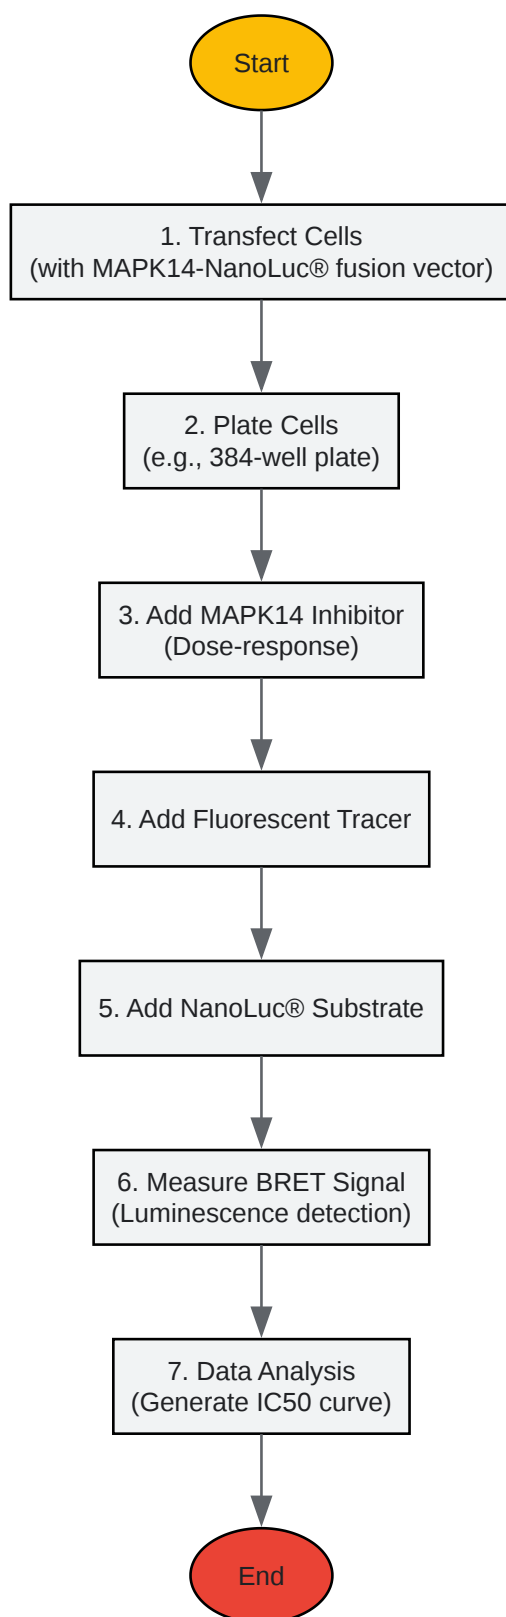 Start
1. Transfect Cells
(with MAPK14-NanoLuc® fusion vector)
2. Plate Cells
(e.g., 384-well plate)
3. Add MAPK14 Inhibitor
(Dose-response)
4. Add Fluorescent Tracer
5. Add NanoLuc® Substrate
6. Measure BRET Signal
(Luminescence detection)
7. Data Analysis
(Generate IC50 curve)
End